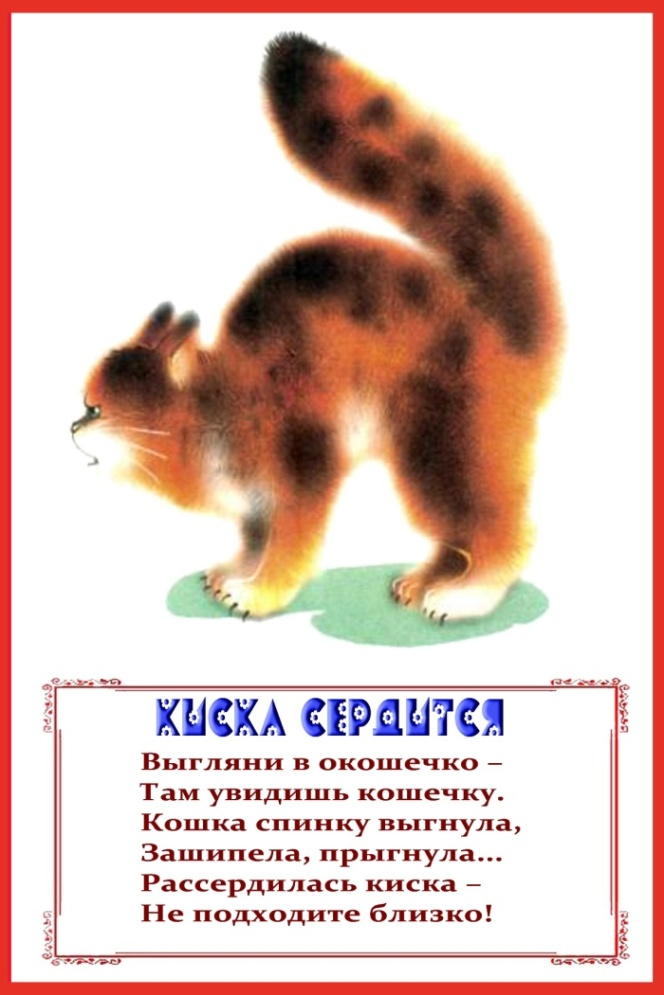 КИСКА СЕРДИТСЯ
Выгляни в окошечко –
Там увидишь кошечку.
Кошка спинку выгнула,
Зашипела, прыгнула...
Рассердилась киска –
Не подходите близко!